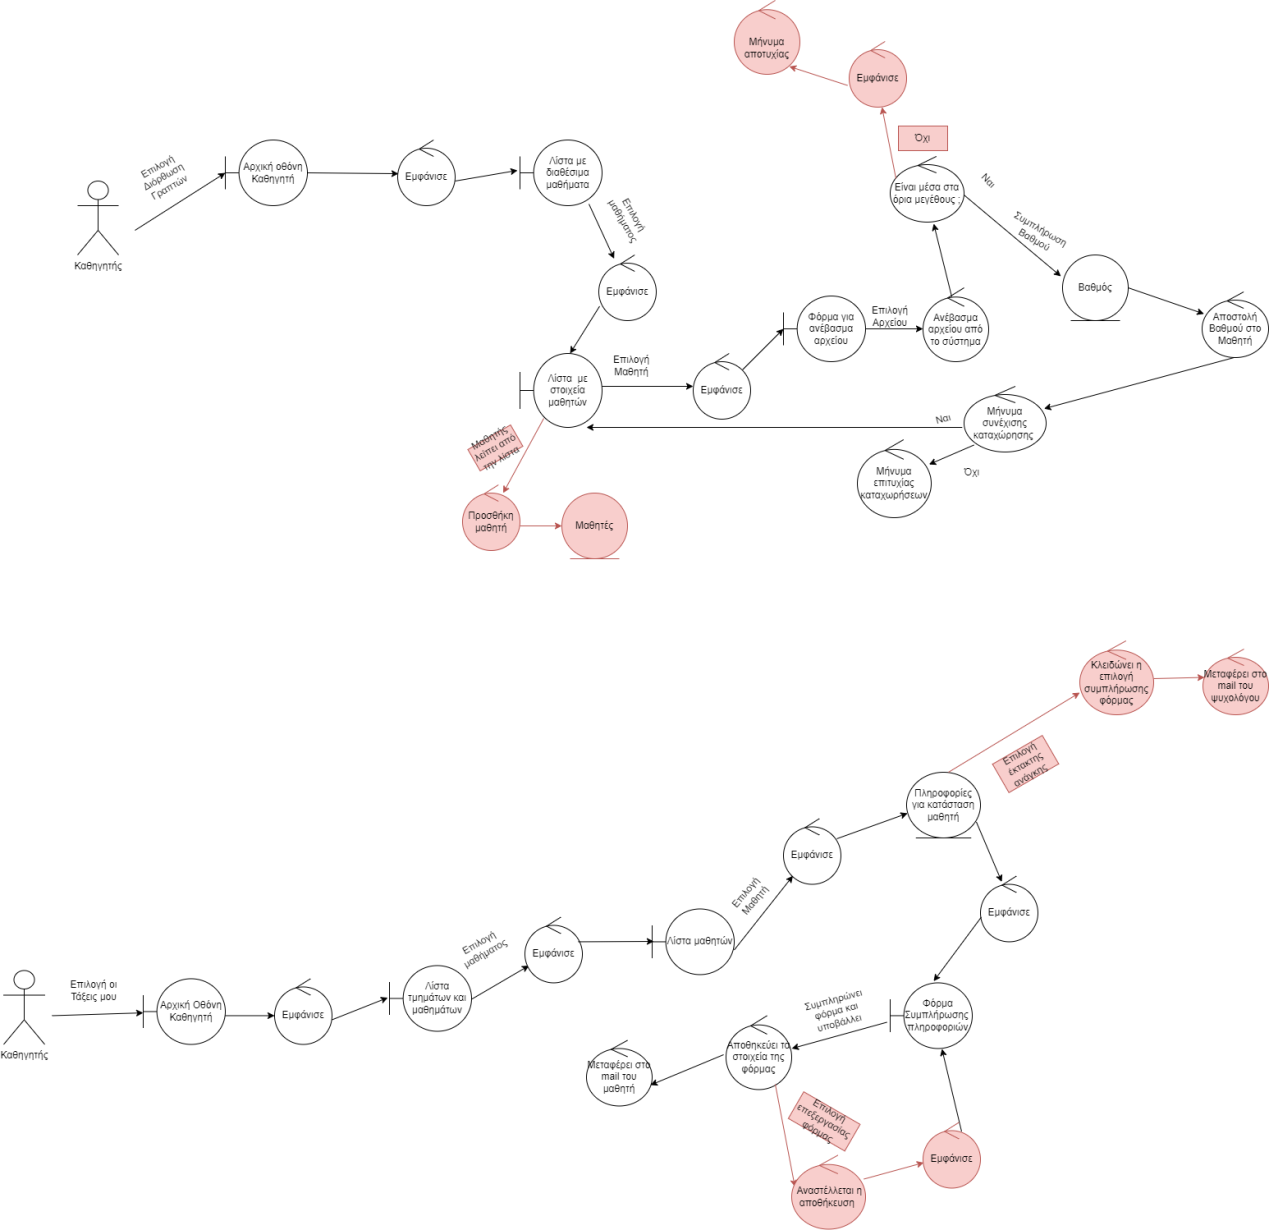 Μήνυμα
αποτυχίας
Εμφάνισε
Όχι
Επιλογή
Διόρθωση
Γραπτών
Αρχική οθόνη
Καθηγητή
Εμφάνισε
Λίστα με
διαθέσιμα
μαθήματα
Είναι μέσα στα
όρια μεγέθους ;
Ναι
Καθηγητής
Επιλογή
μαθήματος
Συμπλήρωση
Βαθμού
Εμφάνισε
Βαθμός
Φόρμα για
ανέβασμα
αρχείου
Επιλογή
Αρχείου
Ανέβασμα
αρχείου από
το σύστημα
Αποστολή
Βαθμού στο
Μαθητή
Λίστα με
στοιχεία
μαθητών
Επιλογή
Μαθητή
Εμφάνισε
Μήνυμα
συνέχισης
καταχώρησης
Ναι
Μαθητής
λείπει από
την λίστα
Όχι
Μήνυμα
επιτυχίας
καταχωρήσεων
Προσθήκη
μαθητή
Μαθητές
Κλειδώνει η
επιλογή
συμπλήρωσης
φόρμας
Μεταφέρει στο
mail του
ψυχολόγου
Επιλογή
έκτακτης
ανάγκης
Πληροφορίες
για κατάσταση
μαθητή
Εμφάνισε
Επιλογή
Μαθητή
Εμφάνισε
Επιλογή
μαθήματος
Εμφάνισε
Λίστα μαθητών
Επιλογή οι
Τάξεις μου
Καθηγητής
Αρχική Οθόνη
Καθηγητή
Εμφάνισε
Λίστα
τμημάτων και
μαθημάτων
Συμπληρώνει
φόρμα και
υποβάλλει
Φόρμα
Συμπλήρωσης
πληροφοριών
Αποθηκεύει τα
στοιχεία της
φόρμας
Μεταφέρει στο
mail του
μαθητή
Επιλογή
επεξεργασίας
φόρμας
Εμφάνισε
Αναστέλλεται η
αποθήκευση